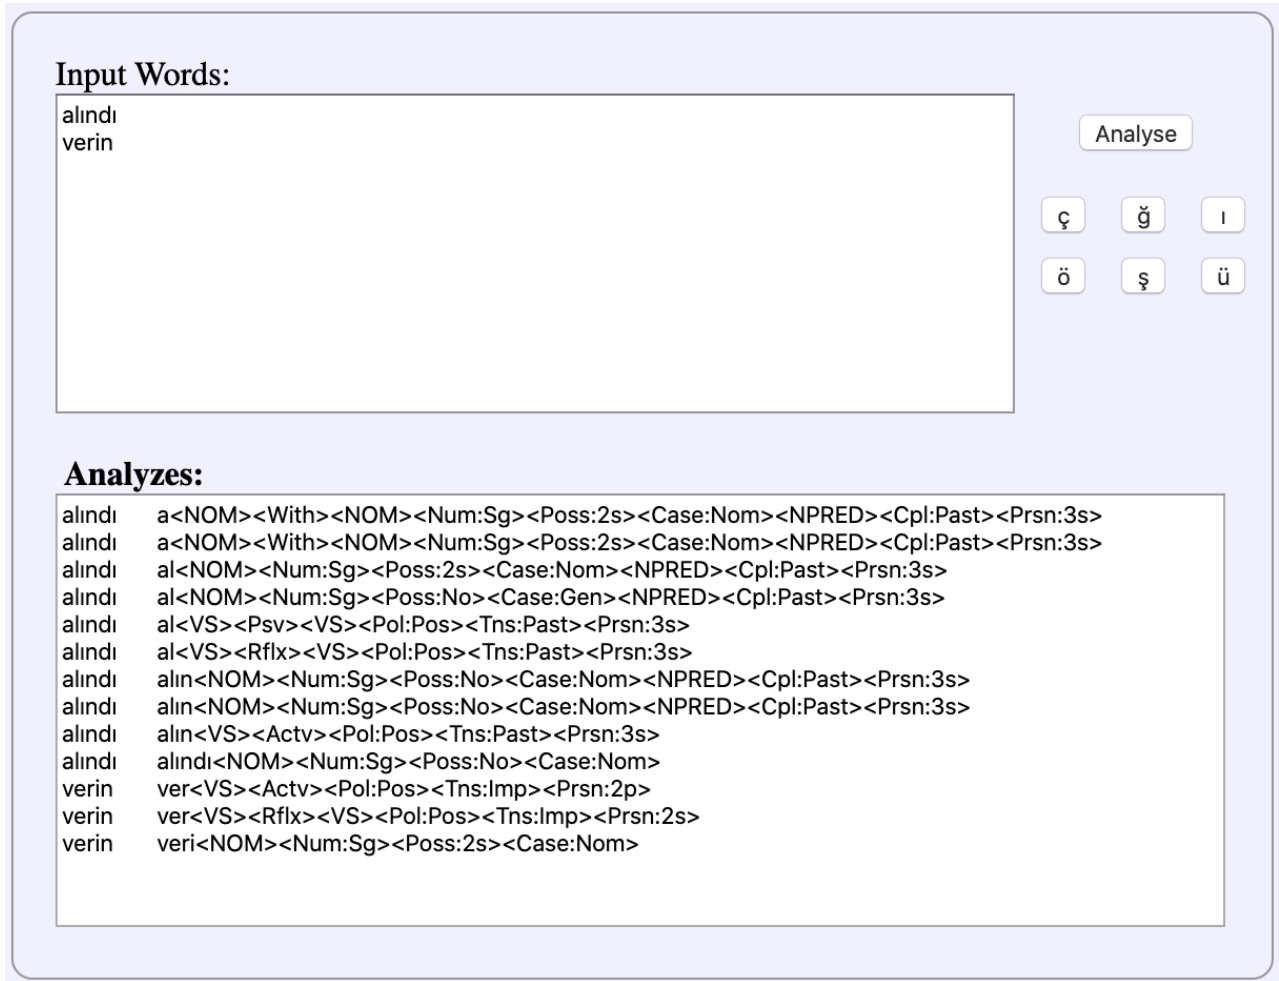 Input Words:
alındı
verin
Analyse
ç ğ ı
ö ş ü
Analyzes:
alındı a<NOM><With><NOM><Num:Sg><Poss:2s><Case:Nom><NPRED><Cpl:Past><Prsn:3s>
alındı a<NOM><With><NOM><Num:Sg><Poss:2s><Case:Nom><NPRED><Cpl:Past><Prsn:3s>
alındı al<NOM><Num:Sg><Poss:2s><Case:Nom><NPRED><Cpl:Past><Prsn:3s>
alındı al<NOM><Num:Sg><Poss:No><Case:Gen><NPRED><Cpl:Past><Prsn:3s>
alındı al<VS><Psv><VS><Pol:Pos><Tns:Past><Prsn:3s>
alındı al<VS><Rflx><VS><Pol:Pos><Tns:Past><Prsn:3s>
alındı alın<NOM><Num:Sg><Poss:No><Case:Nom><NPRED><Cpl:Past><Prsn:3s>
alındı alın<NOM><Num:Sg><Poss:No><Case:Nom><NPRED><Cpl:Past><Prsn:3s>
alındı alın<VS><Actv><Pol:Pos><Tns:Past><Prsn:3s>
alındı alındı<NOM><Num:Sg><Poss:No><Case:Nom>
verin ver<VS><Actv><Pol:Pos><Tns:Imp><Prsn:2p>
verin ver<VS><Rflx><VS><Pol:Pos><Tns:Imp><Prsn:2s>
verin veri<NOM><Num:Sg><Poss:2s><Case:Nom>